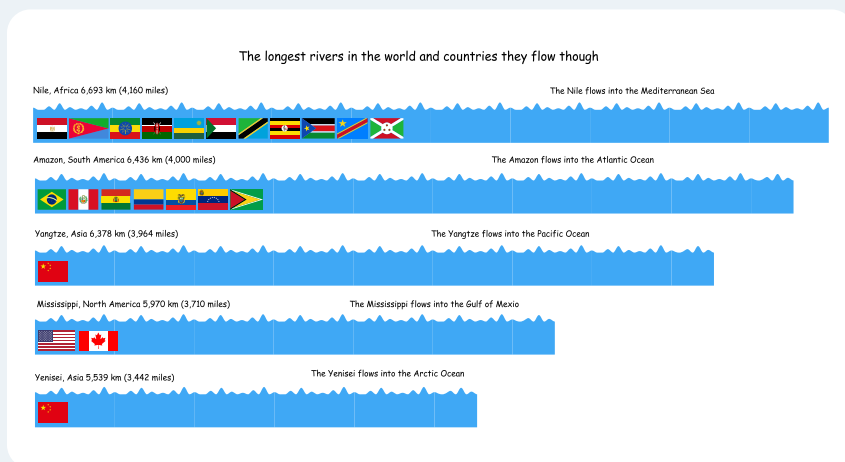 The longest rivers in the world and countries they flow though
Nile, Africa 6,693 km (4,160 miles)
The Nile flows into the Mediterranean Sea
Amazon, South America 6,436 km (4,000 miles)
The Amazon flows into the Atlantic Ocean
Yangtze, Asia 6,378 km (3,964 miles)
The Yangtze flows into the Pacific Ocean
Mississippi, North America 5,970 km (3,710 miles)
The Mississippi flows into the Gulf of Mexio
Yenisei, Asia 5,539 km (3,442 miles)
The Yenisei flows into the Arctic Ocean